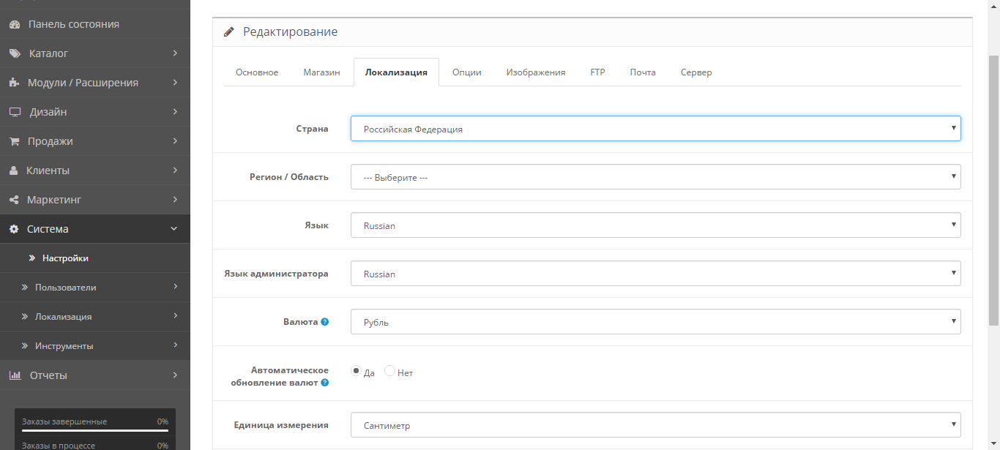 Панель состояния
Каталог
Модули / Расширения
Дизайн
Продажи
Клиенты
Маркетинг
Система
Настройки
Пользователи
Локализация
Инструменты
Отчеты
Заказы завершенные 0%
Заказы в процессе 0%
Редактирование
Основное Магазин Локализация Опции Изображения FTP Почта Сервер
Страна Российская Федерация
Регион / Область --- Выберите ---
Язык Russian
Язык администратора Russian
Валюта ? Рубль
Автоматическое
обновление валют ? Да Нет
Единица измерения Сантиметр